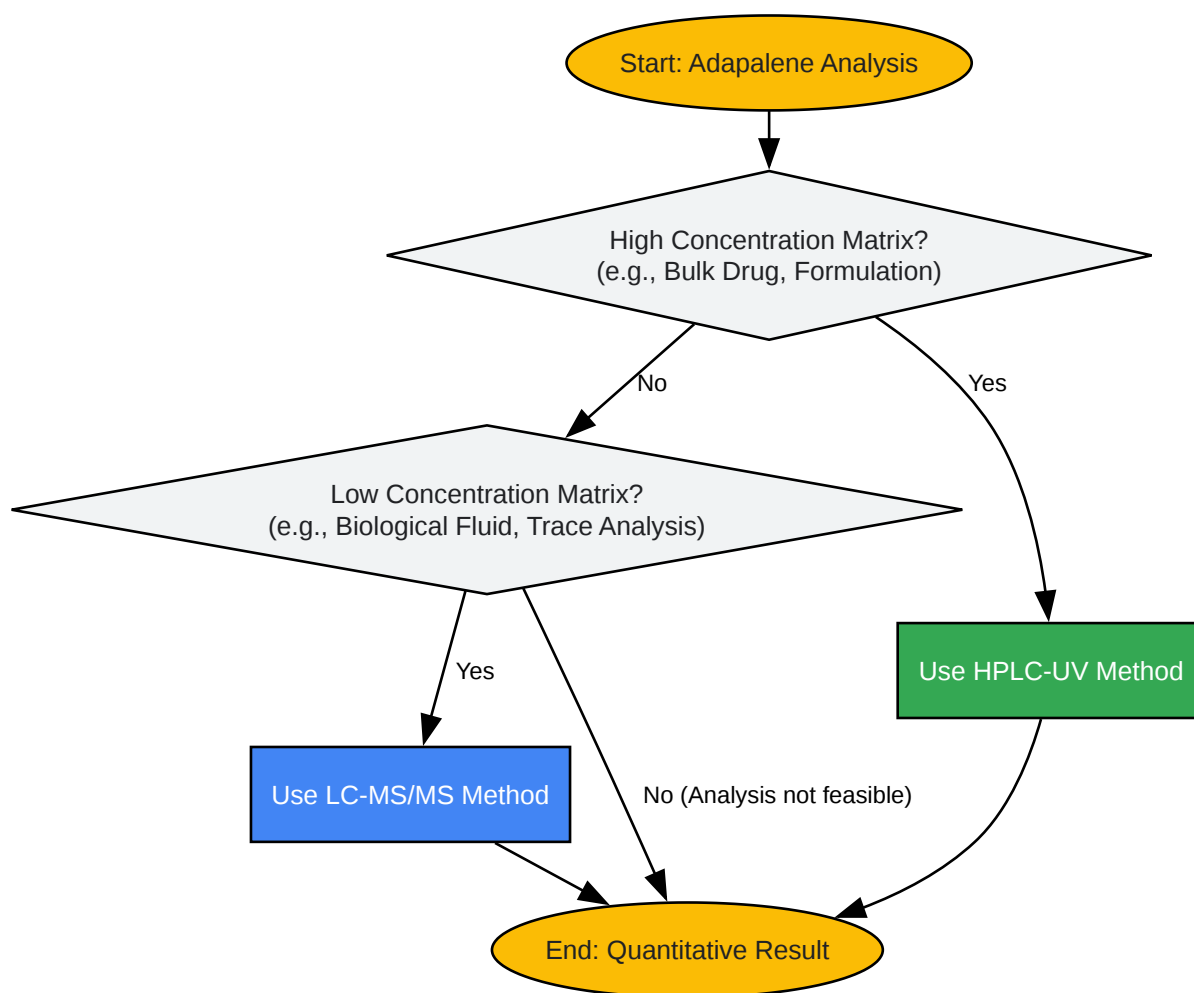 Start: Adapalene Analysis
High Concentration Matrix?
(e.g., Bulk Drug, Formulation)
No
Yes
Low Concentration Matrix?
(e.g., Biological Fluid, Trace Analysis)
Yes
Use HPLC-UV Method
Use LC-MS/MS Method
No (Analysis not feasible)
End: Quantitative Result